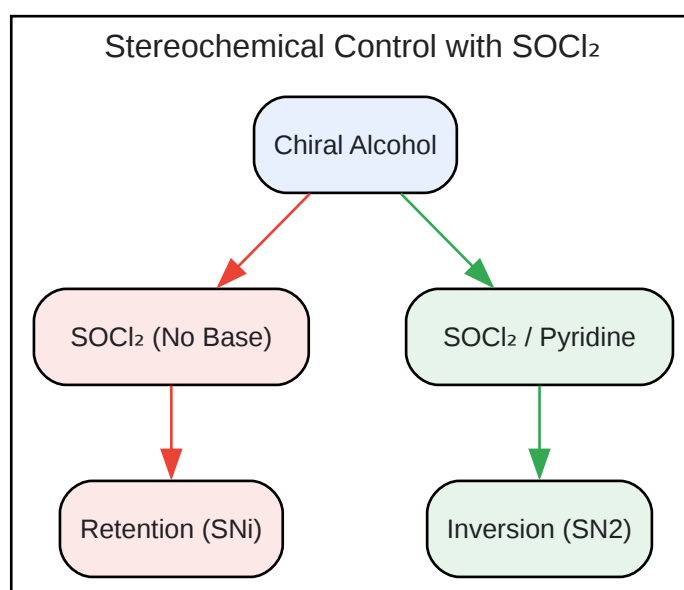 Stereochemical Control with SOCl₂
Chiral Alcohol
SOCl₂ (No Base)
SOCl₂ / Pyridine
Retention (SNi)
Inversion (SN2)